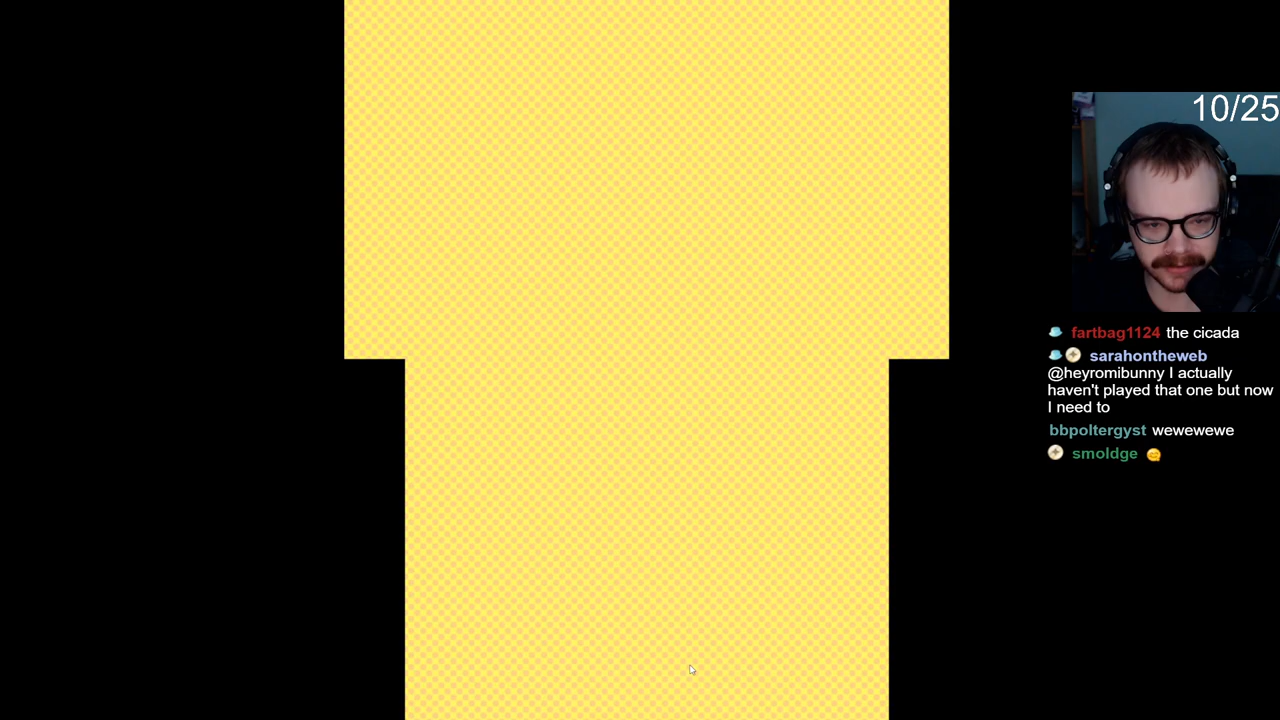 10/25
fartbag1124 the cicada
sarahontheweb
@heyromibunny I actually
haven't played that one but now
I need to
bbpoltergyst wewewewe
smoldge